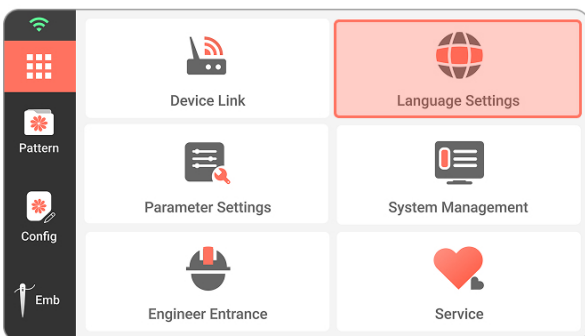 Device Link
Language Settings
Pattern
Parameter Settings
System Management
Config
Emb
Engineer Entrance
Service